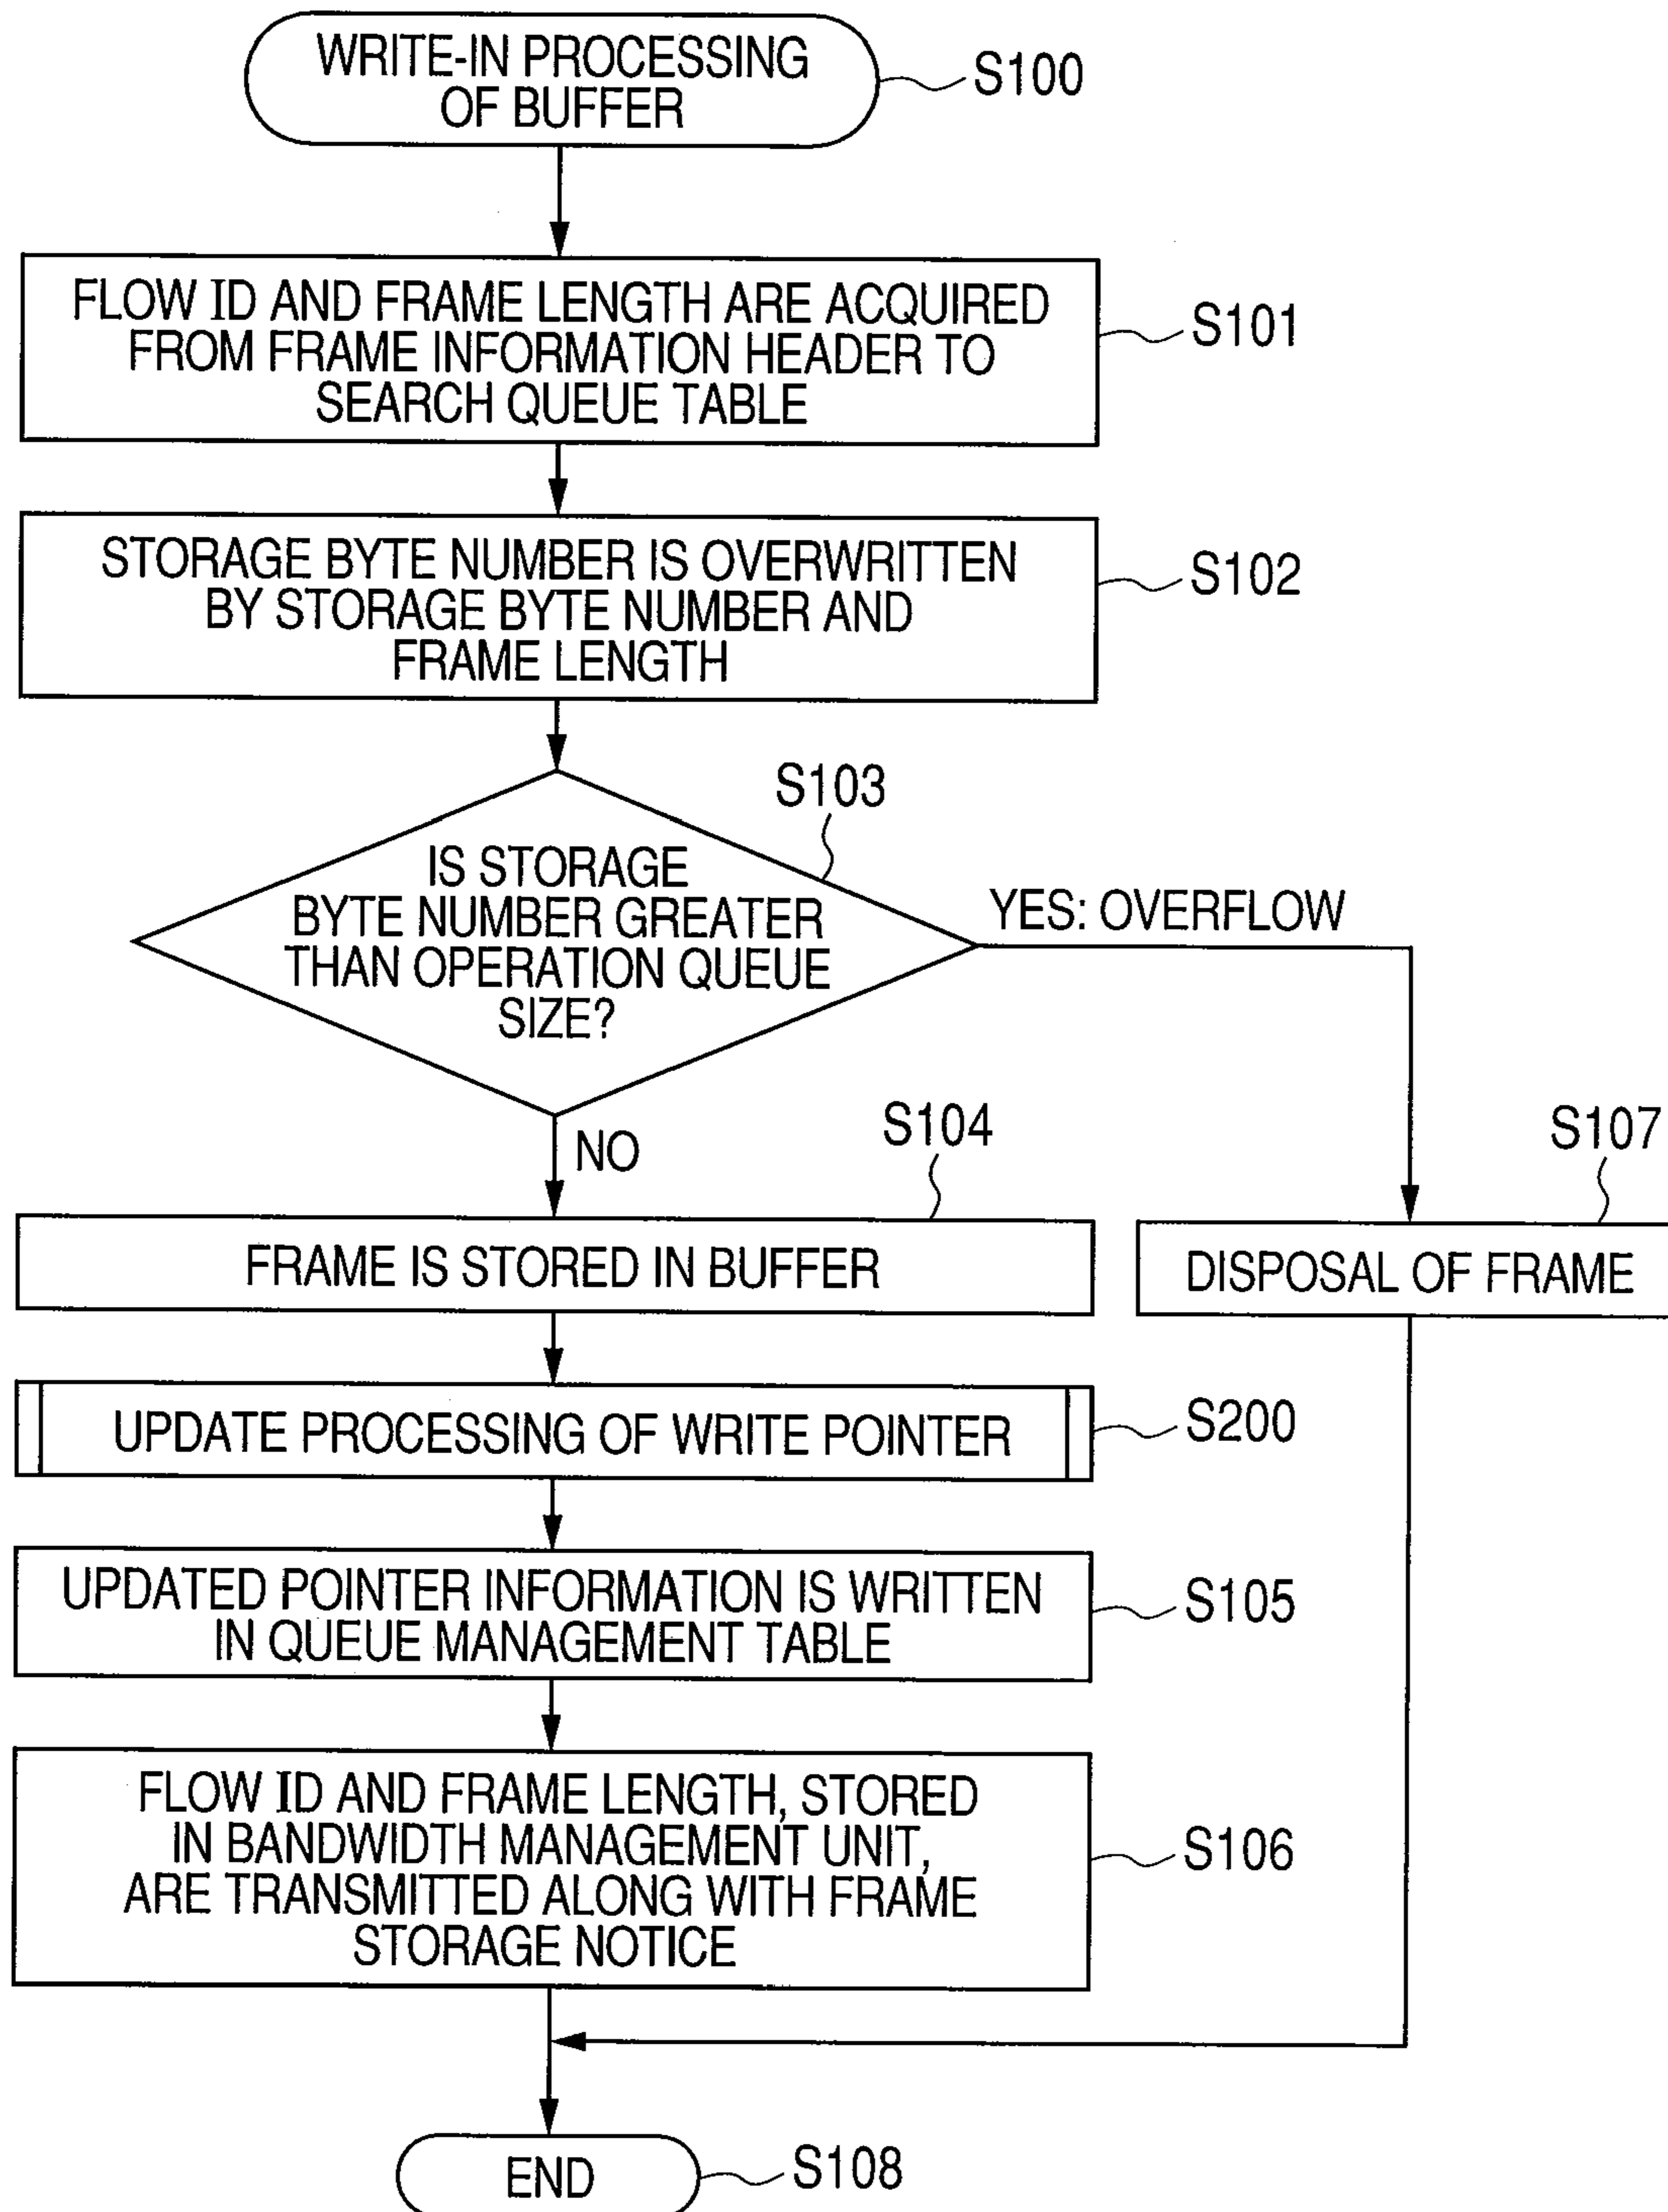 WRITE-IN PROCESSING
OF BUFFER
S100
FLOW ID AND FRAME LENGTH ARE ACQUIRED
FROM FRAME INFORMATION HEADER TO
SEARCH QUEUE TABLE
S101
STORAGE BYTE NUMBER IS OVERWRITTEN
BY STORAGE BYTE NUMBER AND
FRAME LENGTH
S102
S103
IS STORAGE
BYTE NUMBER GREATER
THAN OPERATION QUEUE
SIZE?
YES: OVERFLOW
NO
S104
S107
FRAME IS STORED IN BUFFER
DISPOSAL OF FRAME
UPDATE PROCESSING OF WRITE POINTER
S200
UPDATED POINTER INFORMATION IS WRITTEN
IN QUEUE MANAGEMENT TABLE
S105
FLOW ID AND FRAME LENGTH, STORED
IN BANDWIDTH MANAGEMENT UNIT,
ARE TRANSMITTED ALONG WITH FRAME
STORAGE NOTICE
S106
END
S108